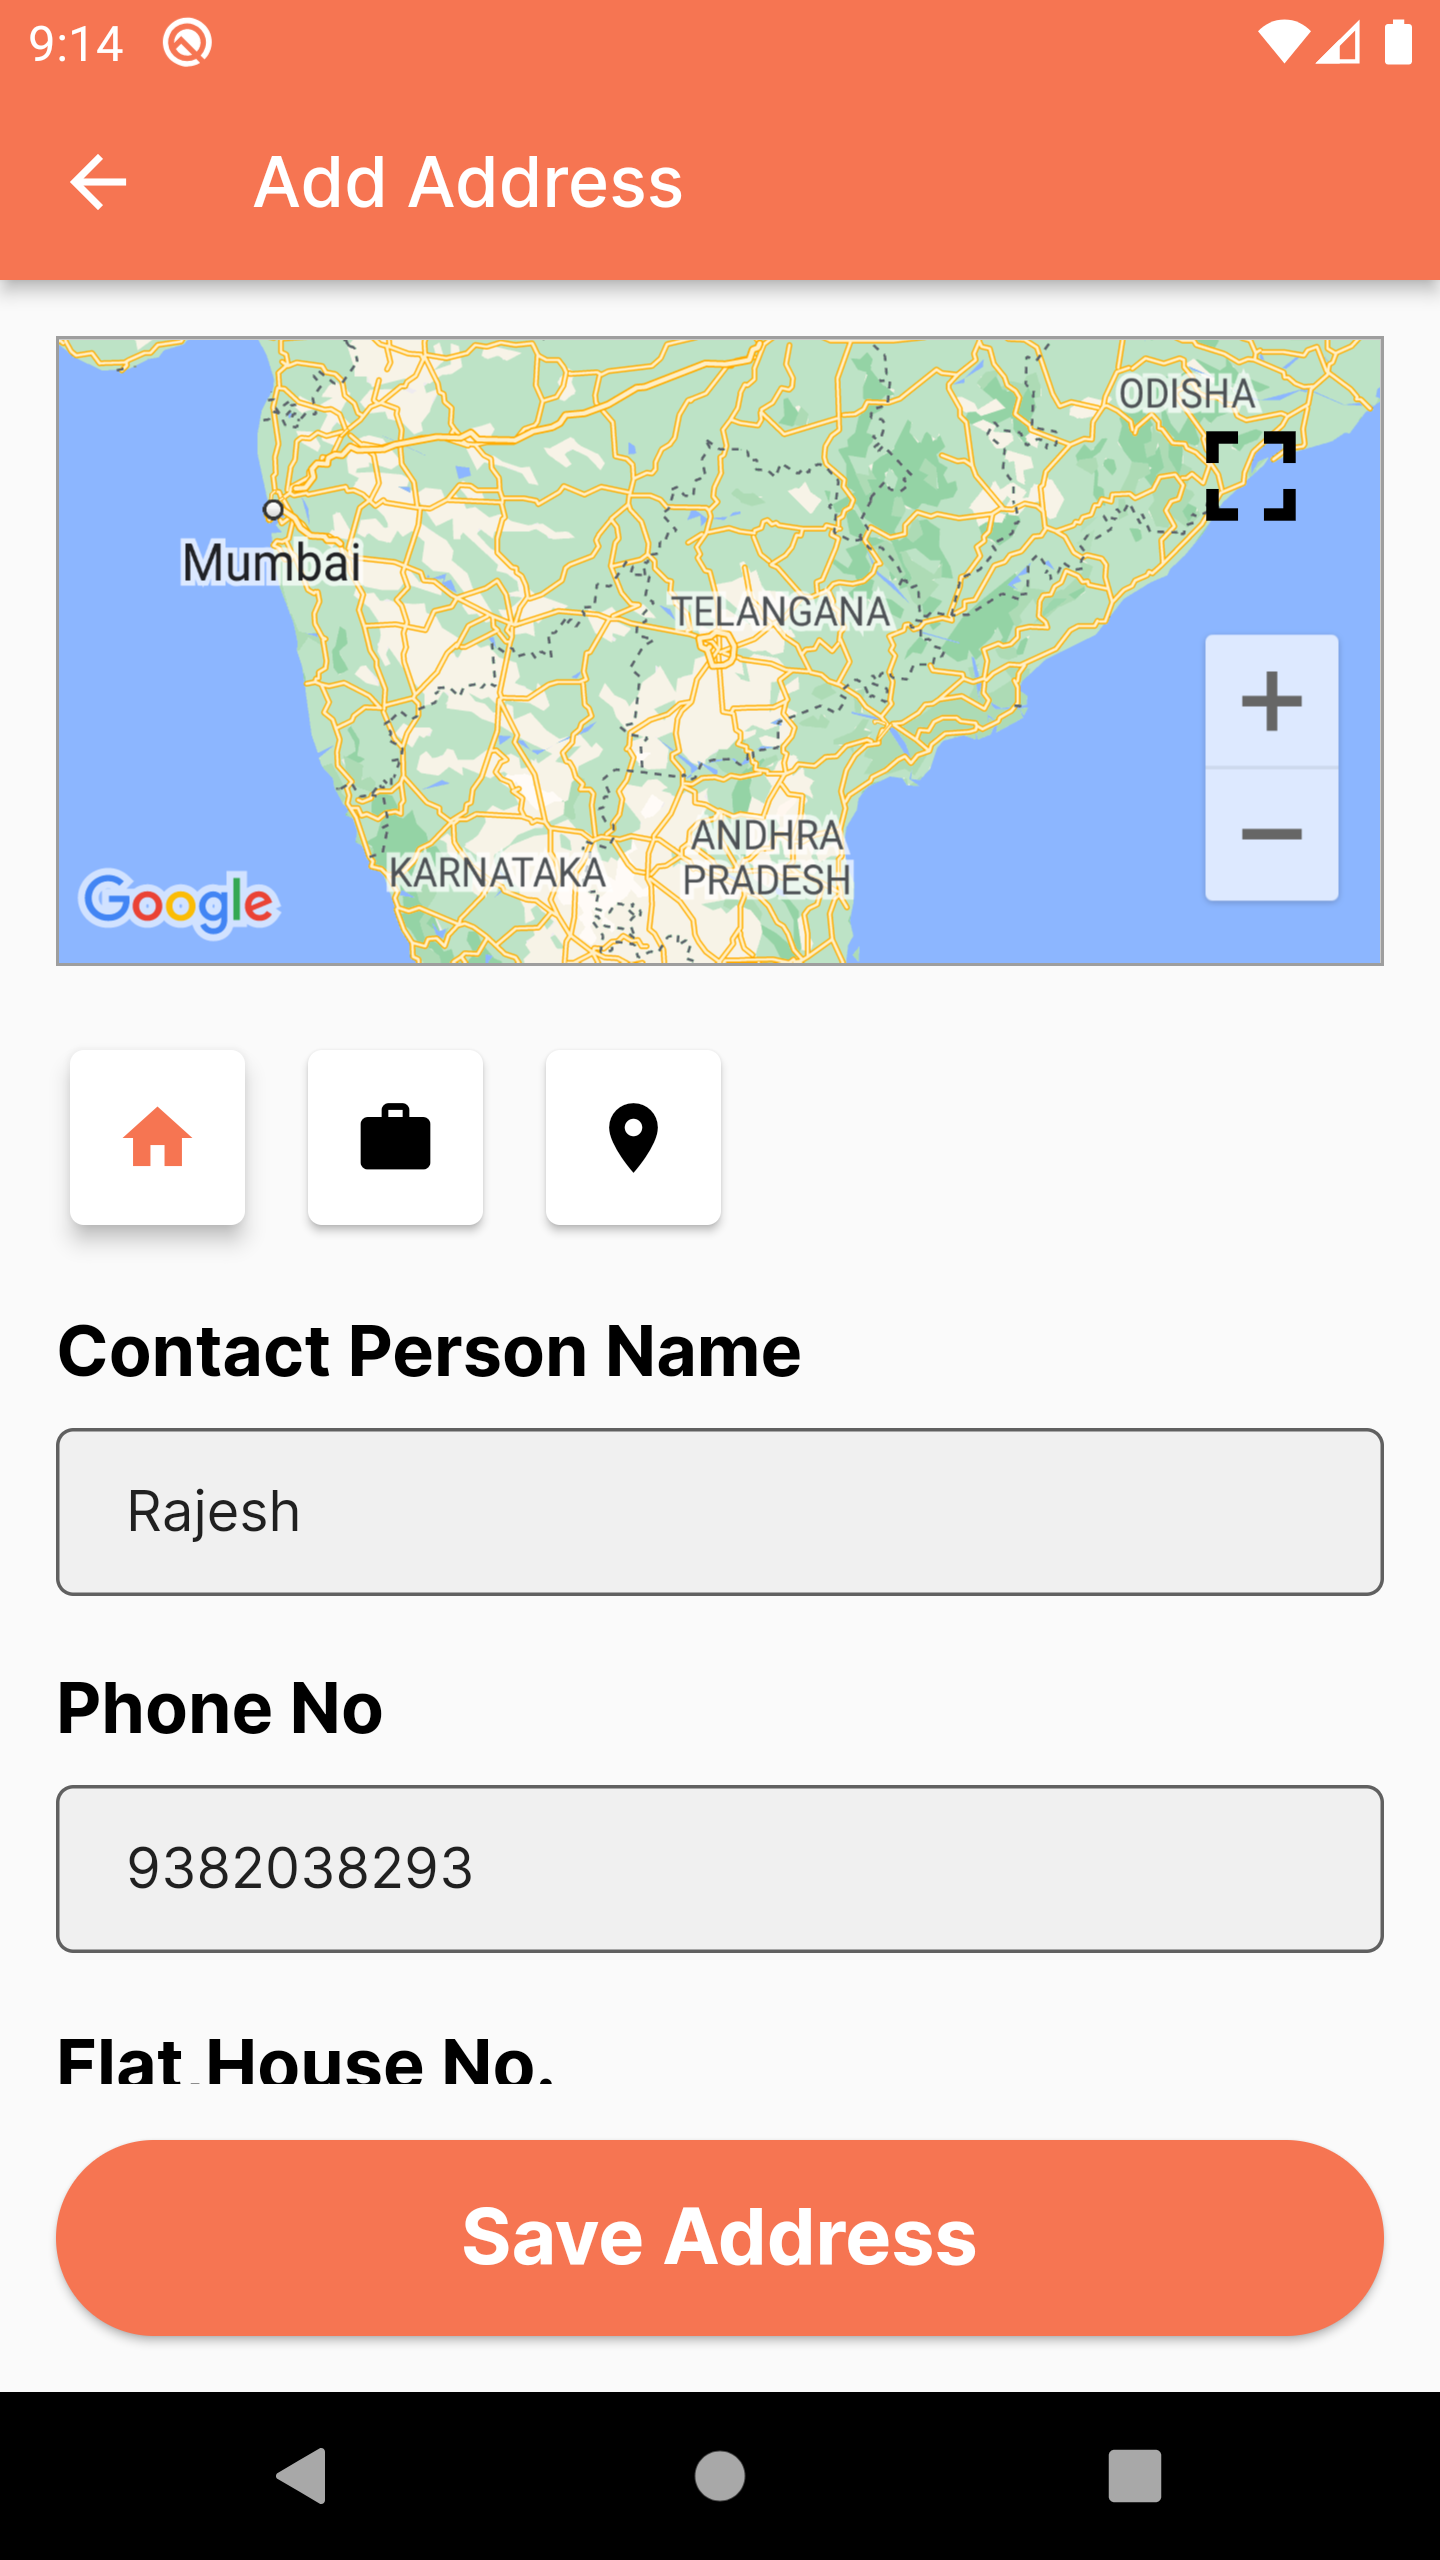 9:14
Add Address
ODISHA
Mumbai
TELANGANA
ANDHRA
PRADESH
KARNATAKA
Google
Contact Person Name
Rajesh
Phone No
9382038293
Flat,House No.
Save Address